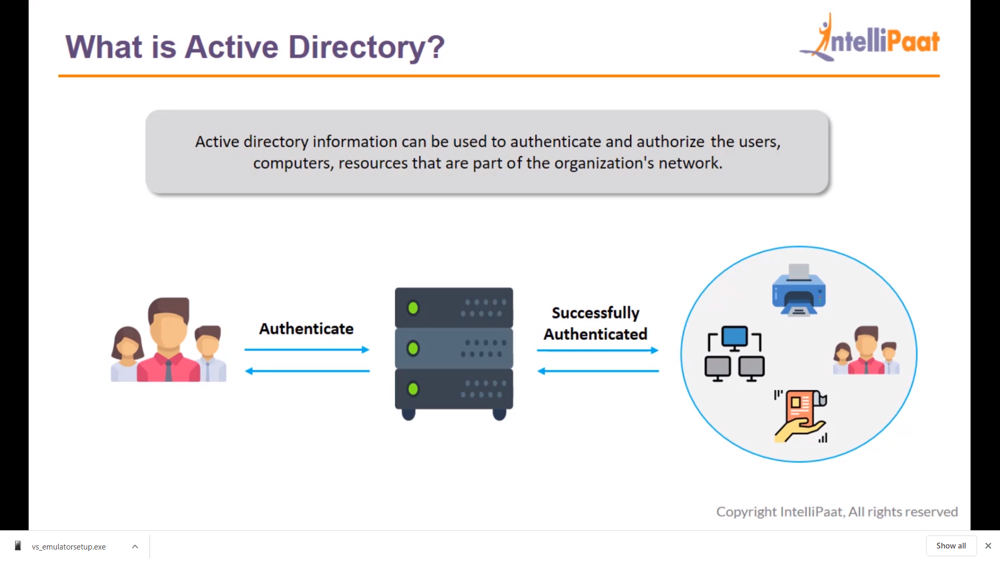 What is Active Directory?
IntelliPaat
Active directory information can be used to authenticate and authorize the users,
computers, resources that are part of the organization's network.
Authenticate
Successfully
Authenticated
Copyright IntelliPaat, All rights reserved
vs_emulatorsetup.exe
Show all